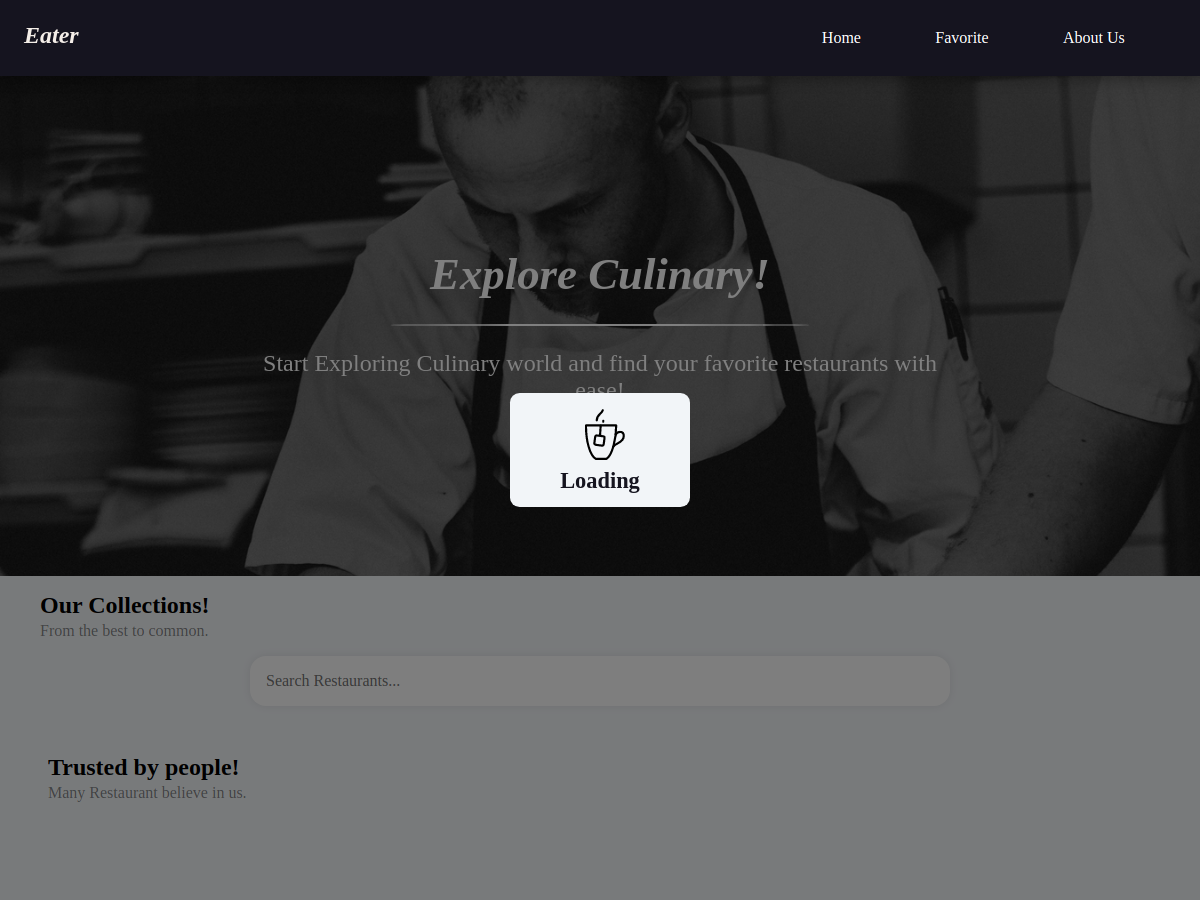 Eater
Home
Favorite
About Us
Explore Culinary!
Start Exploring Culinary world and find your favorite restaurants with
ease!
Loading
Our Collections!
From the best to common.
Search Restaurants...
Trusted by people!
Many Restaurant believe in us.